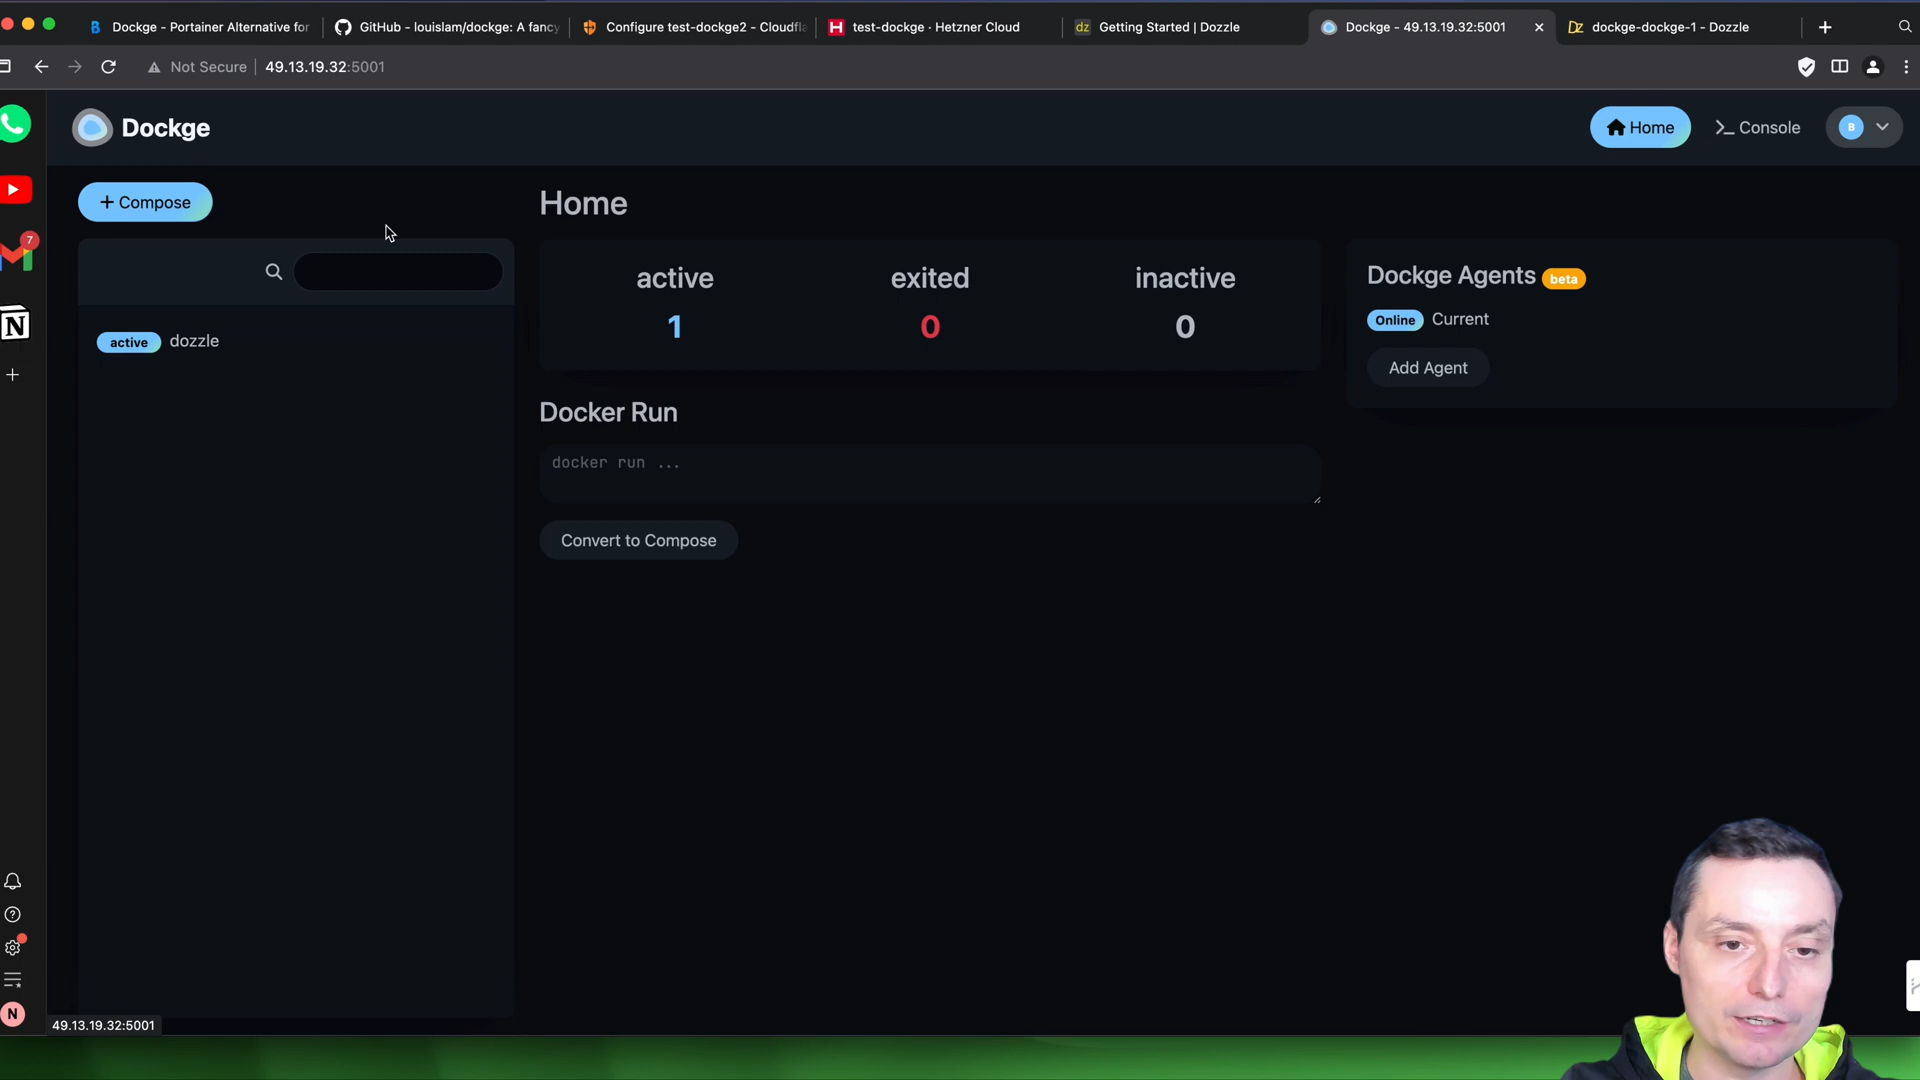 Dockge - Portainer Alternative for
GitHub - louislam/dockge: A fancy
Configure test-dockge2 - Cloudfla
test-dockge · Hetzner Cloud
dz
Getting Started | Dozzle
Dockge - 49.13.19.32:5001
dockge-dockge-1 - Dozzle
Not Secure
49.13.19.32:5001
Dockge
Home
Console
B
+ Compose
7
active
dozzle
Home
active
exited
inactive
1
0
0
Docker Run
docker run ...
Convert to Compose
Dockge Agents
beta
Online
Current
Add Agent
N
49.13.19.32:5001